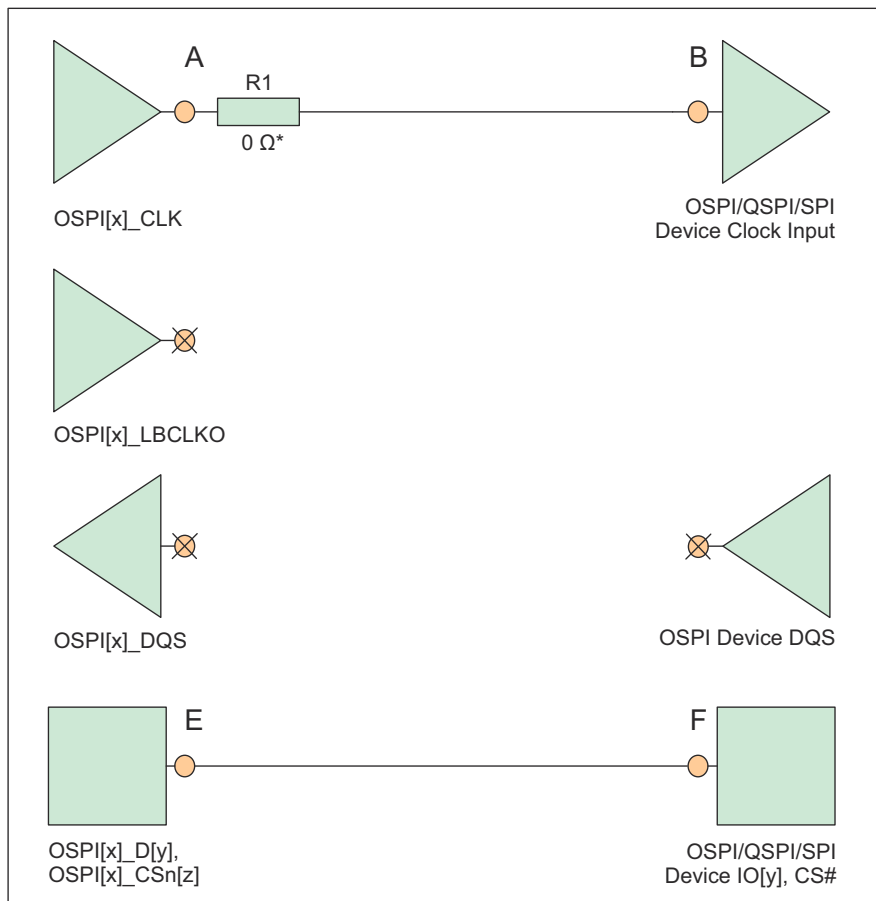 A
B
R1
0 Ω*
OSPI[x]_CLK
OSPI/QSPI/SPI
Device Clock Input
OSPI[x]_LBCLKO
OSPI[x]_DQS
OSPI Device DQS
E
F
OSPI[x]_D[y],
OSPI[x]_CSn[z]
OSPI/QSPI/SPI
Device IO[y], CS#